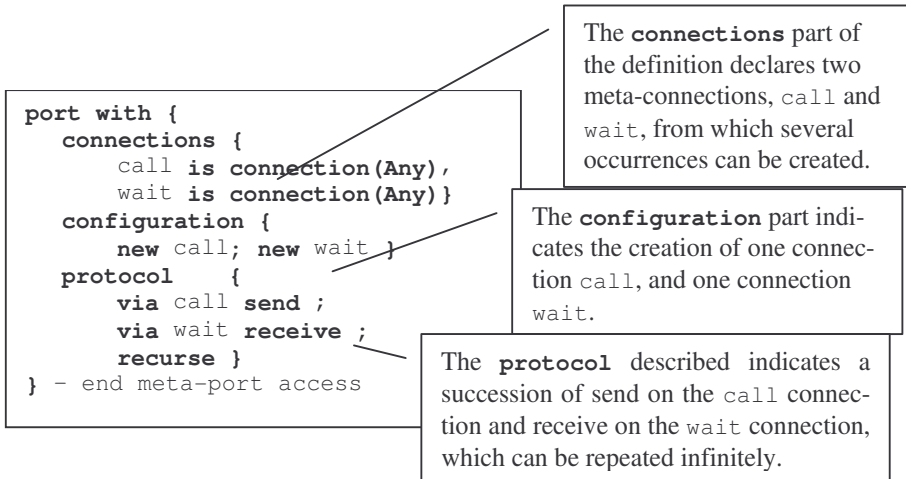 The connections part of
the definition declares two
meta-connections, call and
wait, from which several
occurrences can be created.
port with {
connections {
call is connection(Any),
wait is connection(Any)}
configuration {
new call; new wait }
protocol {
via call send ;
via wait receive ;
recurse }
} – end meta-port access
The configuration part indi-
cates the creation of one connec-
tion call, and one connection
wait.
The protocol described indicates a
succession of send on the call connec-
tion and receive on the wait connection,
which can be repeated infinitely.